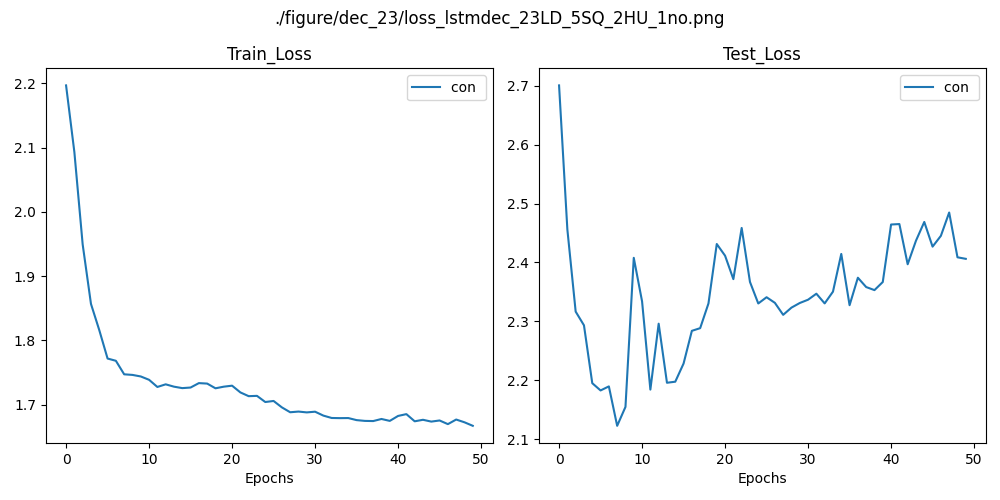 ./figure/dec_23/loss_lstmdec_23LD_5SQ_2HU_1no.png
Train_Loss
con
2.2
2.1
2.0
1.9
1.8
1.7
0 10 20 30 40 50
Epochs
Test_Loss
con
2.7
2.6
2.5
2.4
2.3
2.2
2.1
0 10 20 30 40 50
Epochs